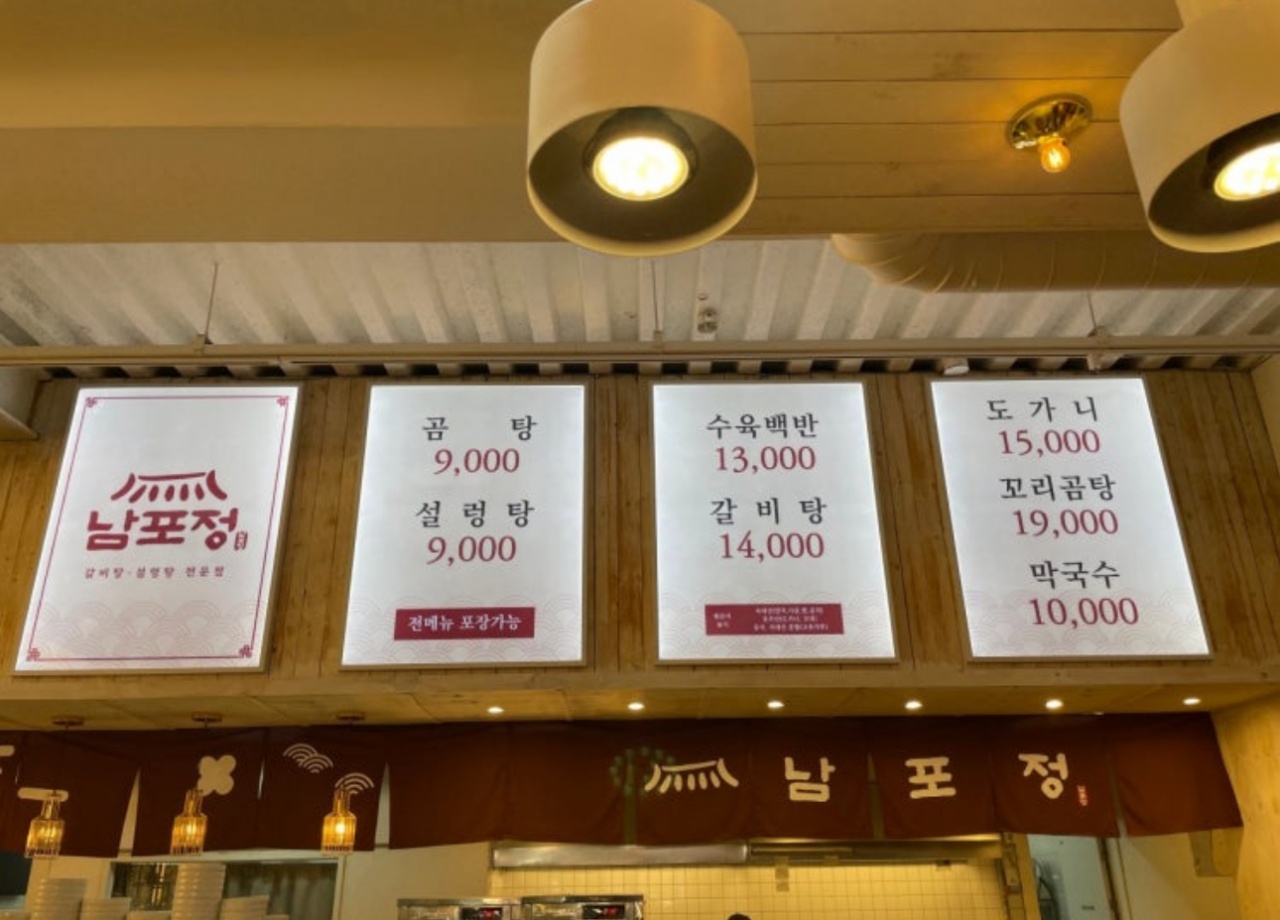 남포정
갈비탕·설렁탕 전문점
곰 탕
9,000
설 렁 탕
9,000
전메뉴 포장가능
수육백반
13,000
갈 비 탕
14,000
도 가 니
15,000
꼬리곰탕
19,000
막국수
10,000
남 포 정